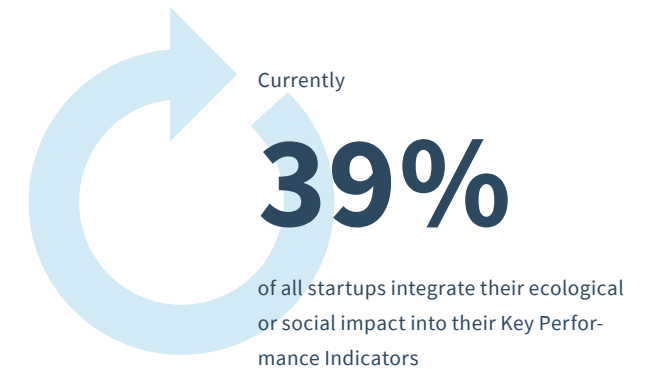 Currently
39%
of all startups integrate their ecological
or social impact into their Key Perfor-
mance Indicators